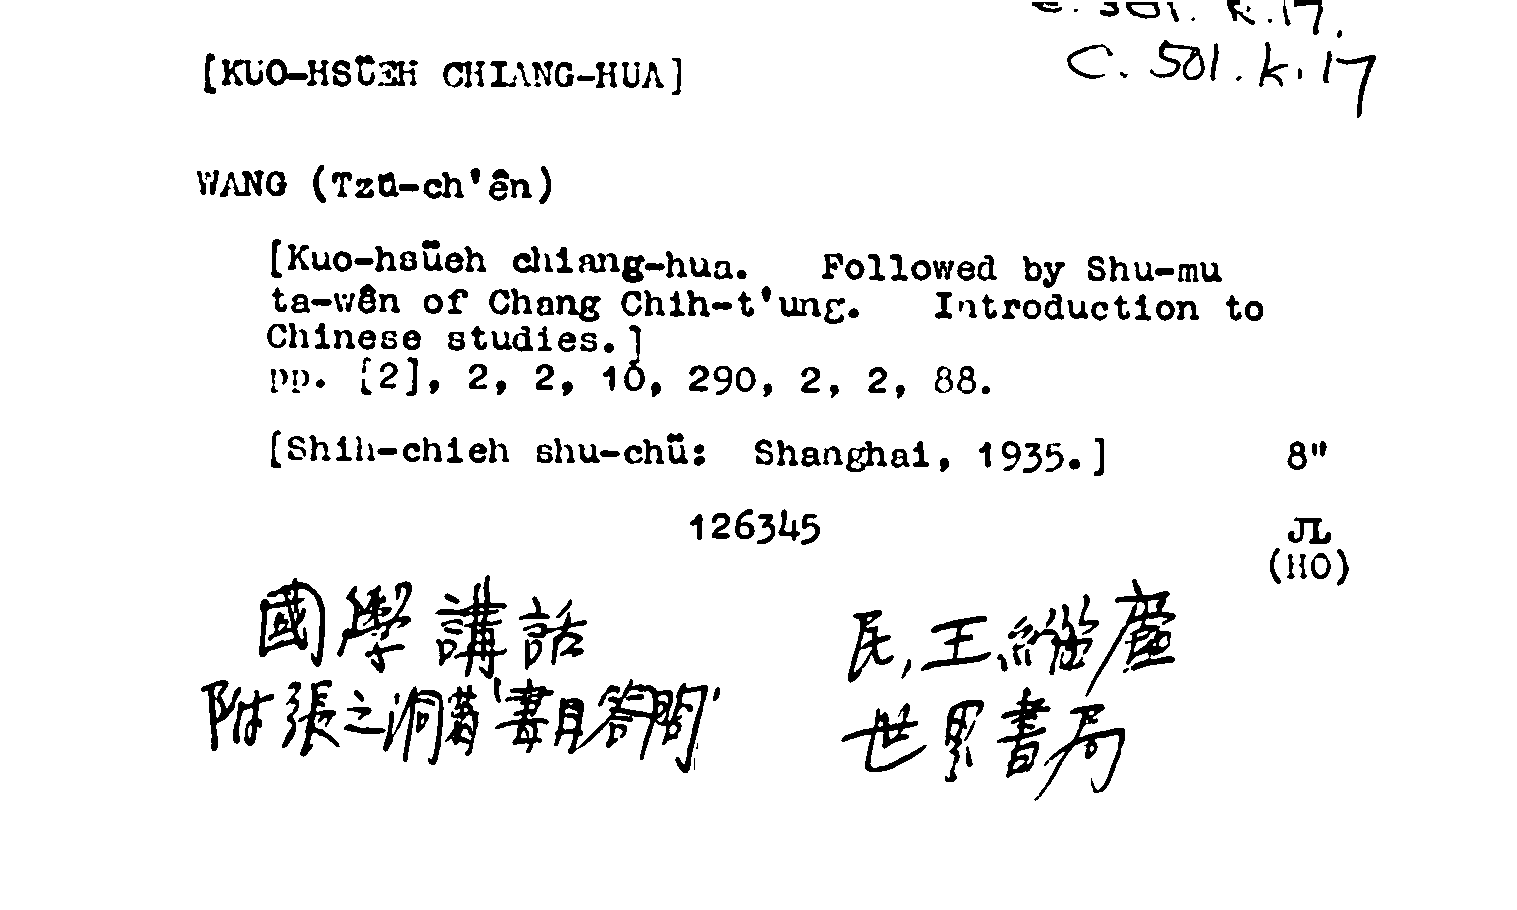 C. 501. k. 17
[KUO-HSÜEH CHIANG-HUA]
WANG (Tzŭ-ch'ên)
[Kuo-hsüeh chiang-hua. Followed by Shu-mu
ta-wên of Chang Chih-t'ung. Introduction to
Chinese studies.]
pp. [2], 2, 2, 10, 290, 2, 2, 88.
[Shih-chieh shu-chü: Shanghai, 1935.] 8"
126345 JL
(HO)
國學講話
附張之洞著'書目答問'
民,王緇塵
世界書局